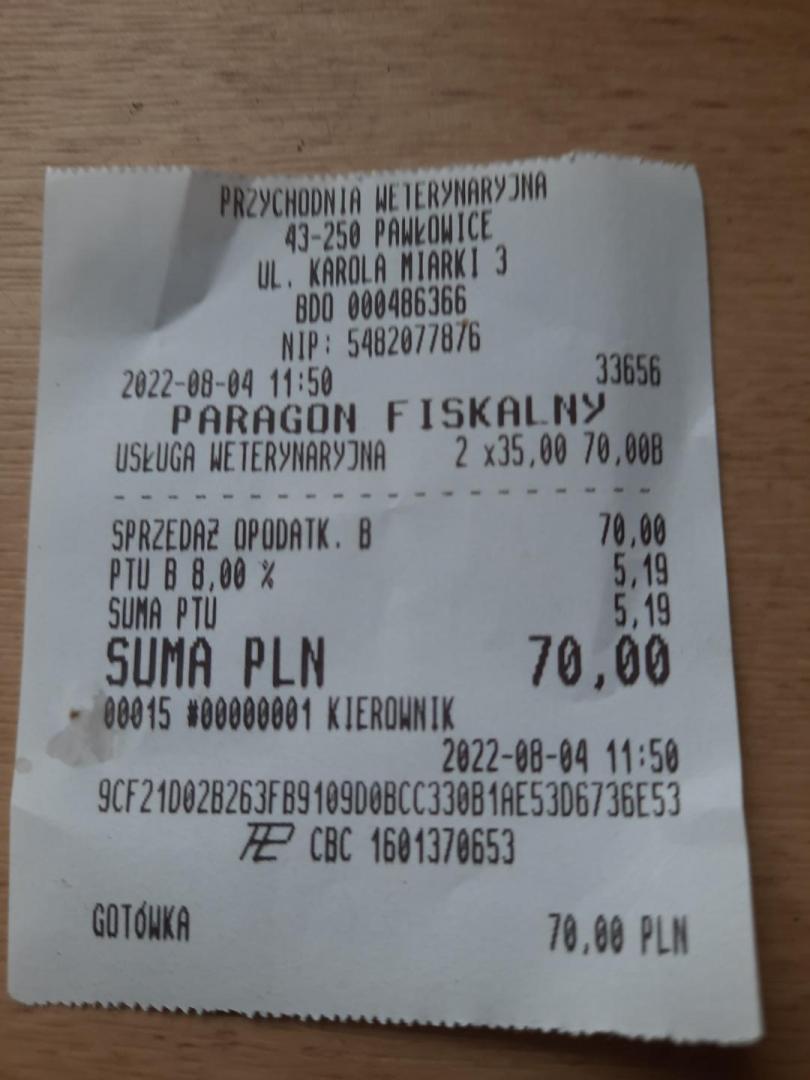 PRZYCHODNIA WETERYNARYJNA
43-250 PAWŁOWICE
UL. KAROLA MIARKI 3
BDO 000486366
NIP: 5482077876
2022-08-04 11:50 33656
PARAGON FISKALNY
USŁUGA WETERYNARYJNA 2 x35,00 70,00B
SPRZEDAŻ OPODATK. B 70,00
PTU B 8,00 % 5,19
SUMA PTU 5,19
SUMA PLN 70,00
00015 #00000001 KIEROWNIK
2022-08-04 11:50
9CF21D02B263FB9109D0BCC330B1AE53D6736E53
CBC 1601370653
GOTÓWKA 70,00 PLN